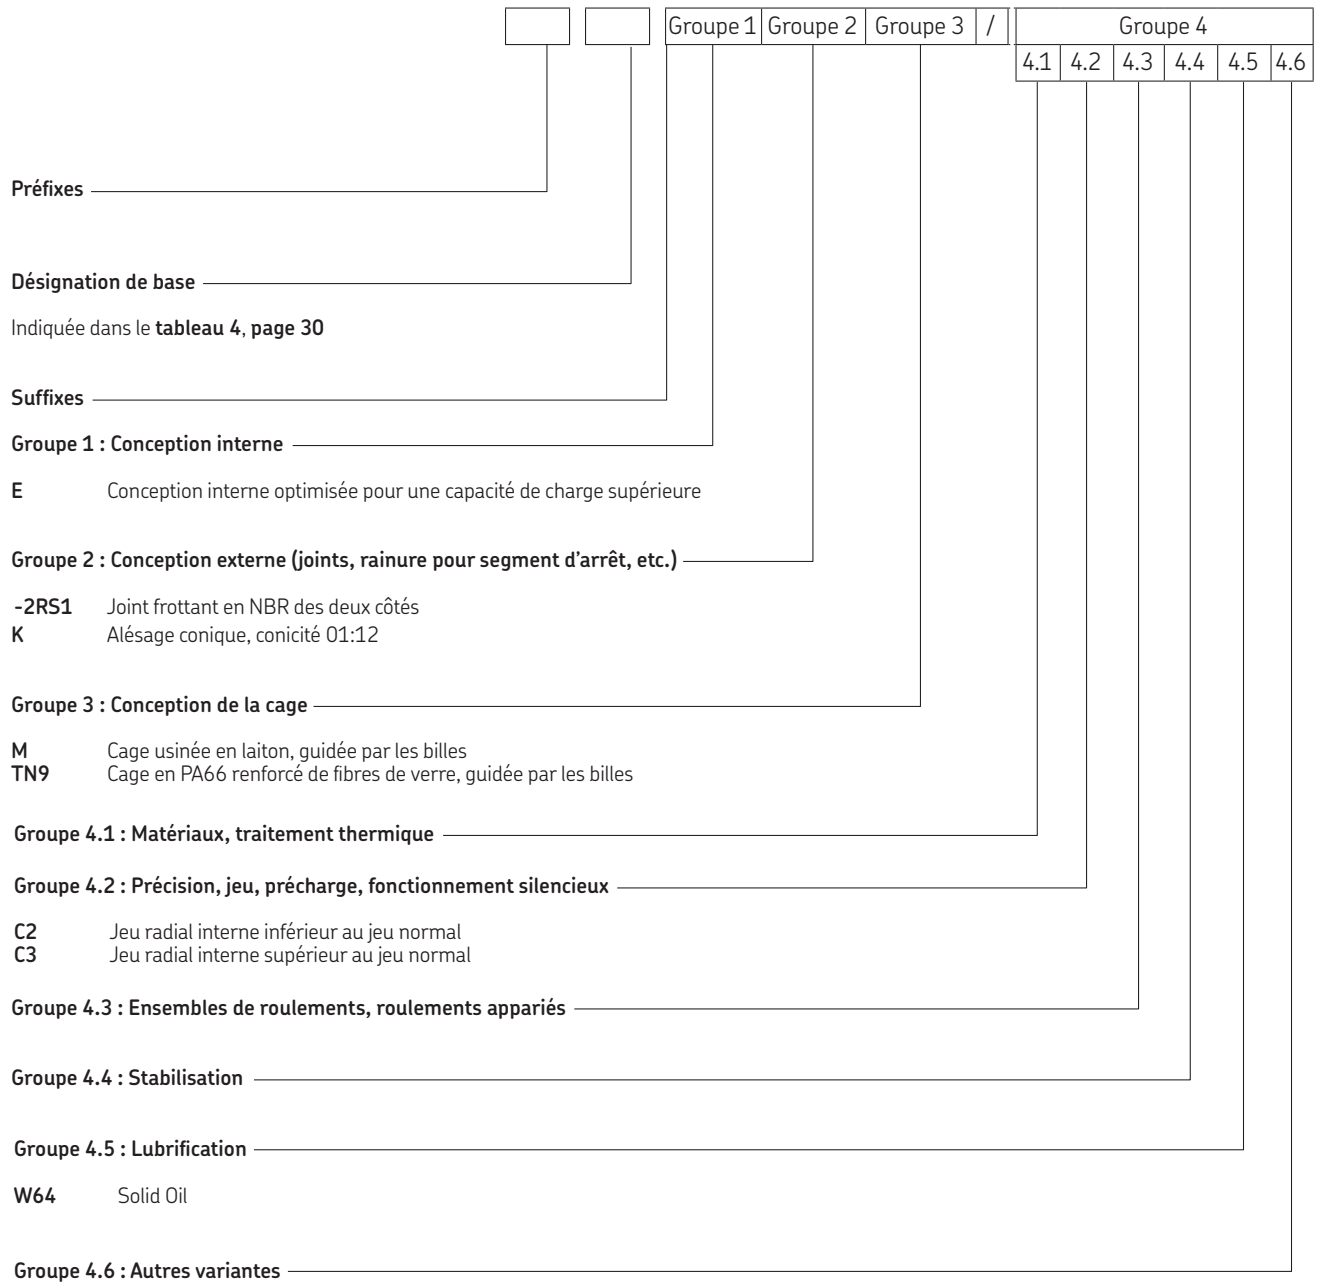 Groupe 1 Groupe 2 Groupe 3 / Groupe 4
4.1 4.2 4.3 4.4 4.5 4.6
Préfixes
Désignation de base
Indiquée dans le tableau 4, page 30
Suffixes
Groupe 1 : Conception interne
E Conception interne optimisée pour une capacité de charge supérieure
Groupe 2 : Conception externe (joints, rainure pour segment d’arrêt, etc.)
-2RS1 Joint frottant en NBR des deux côtés
K Alésage conique, conicité 01:12
Groupe 3 : Conception de la cage
M Cage usinée en laiton, guidée par les billes
TN9 Cage en PA66 renforcé de fibres de verre, guidée par les billes
Groupe 4.1 : Matériaux, traitement thermique
Groupe 4.2 : Précision, jeu, précharge, fonctionnement silencieux
C2 Jeu radial interne inférieur au jeu normal
C3 Jeu radial interne supérieur au jeu normal
Groupe 4.3 : Ensembles de roulements, roulements appariés
Groupe 4.4 : Stabilisation
Groupe 4.5 : Lubrification
W64 Solid Oil
Groupe 4.6 : Autres variantes